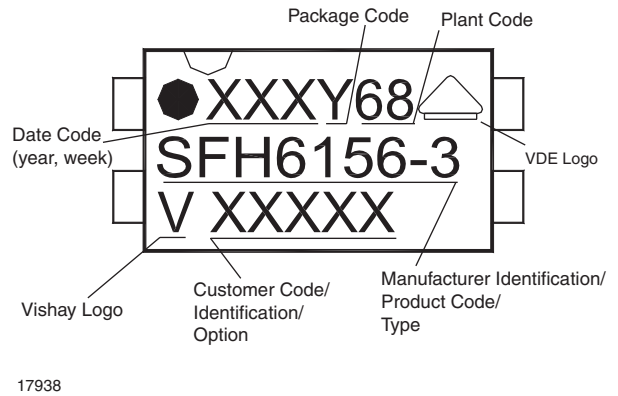 Package Code
Plant Code
XXXY68
Date Code
(year, week)
SFH6156-3
VDE Logo
V XXXXX
Vishay Logo
Customer Code/
Identification/
Option
Manufacturer Identification/
Product Code/
Type
17938